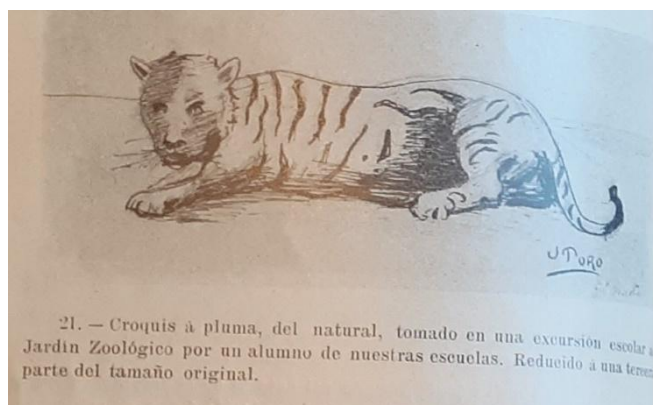 J TORO
21. — Croquis á pluma, del natural, tomado en una excursión escolar a
Jardín Zoológico por un alumno de nuestras escuelas. Reducido á una tercera
parte del tamaño original.